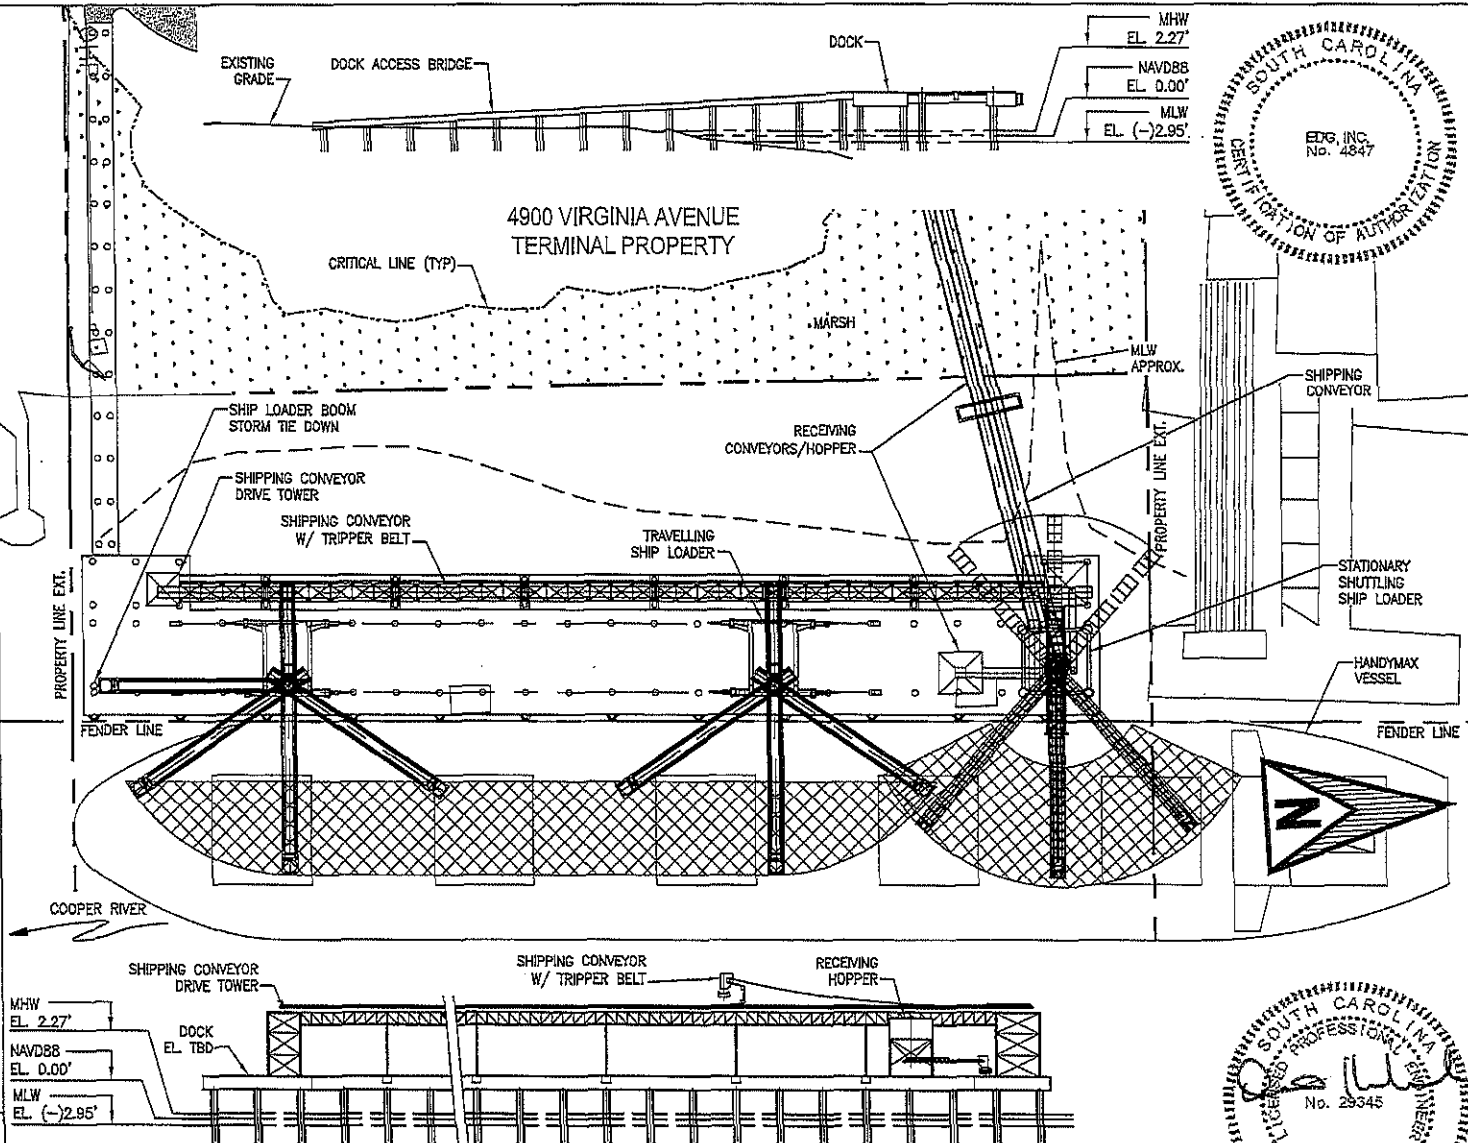 MHW
EL. 2.27'
NAVD88
EL. 0.00'
MLW
EL. (-)2.95'
DOCK
DOCK ACCESS BRIDGE
EXISTING
GRADE
SOUTH CAROLINA
EDG, INC.
No. 4847
CERTIFICATION OF AUTHORIZATION
4900 VIRGINIA AVENUE
TERMINAL PROPERTY
CRITICAL LINE (TYP)
MARSH
MLW
APPROX.
SHIPPING
CONVEYOR
SHIP LOADER BOOM
STORM TIE DOWN
RECEIVING
CONVEYORS/HOPPER
PROPERTY LINE EXT.
SHIPPING CONVEYOR
DRIVE TOWER
SHIPPING CONVEYOR
W/ TRIPPER BELT
TRAVELLING
SHIP LOADER
STATIONARY
SHUTTLING
SHIP LOADER
PROPERTY LINE EXT.
HANDYMAX
VESSEL
FENDER LINE
FENDER LINE
N
COOPER RIVER
SHIPPING CONVEYOR
DRIVE TOWER
SHIPPING CONVEYOR
W/ TRIPPER BELT
RECEIVING
HOPPER
MHW
EL. 2.27'
DOCK
EL. TBD
NAVD88
EL. 0.00'
MLW
EL. (-)2.95'
SOUTH CAROLINA
LICENSED PROFESSIONAL ENGINEER
No. 29345